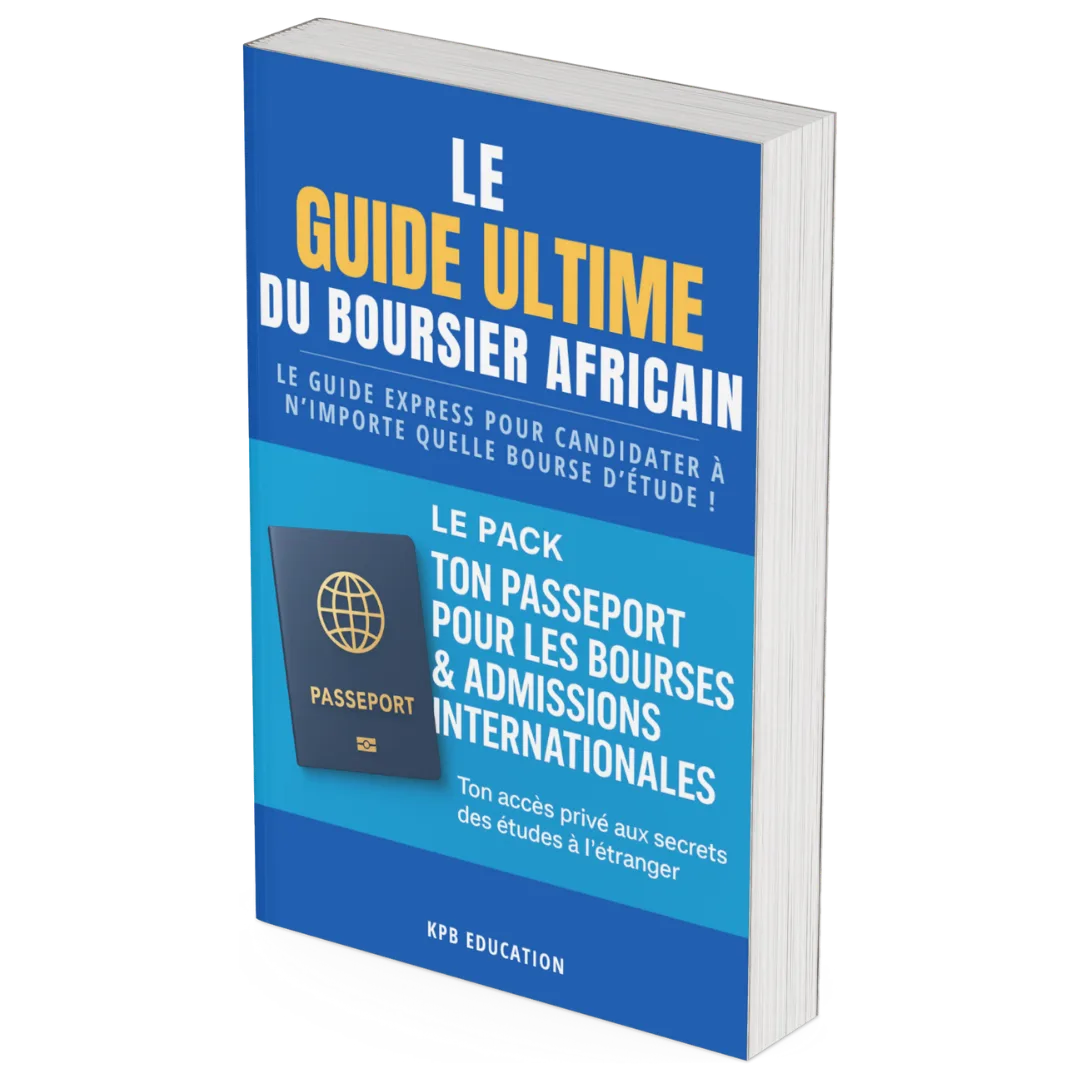 LE
GUIDE ULTIME
DU BOURSIER AFRICAIN
LE GUIDE EXPRESS POUR CANDIDATER À
N'IMPORTE QUELLE BOURSE D'ÉTUDE !
LE PACK
TON PASSEPORT
POUR LES BOURSES
& ADMISSIONS
INTERNATIONALES
PASSEPORT
Ton accès privé aux secrets
des études à l'étranger
KPB EDUCATION